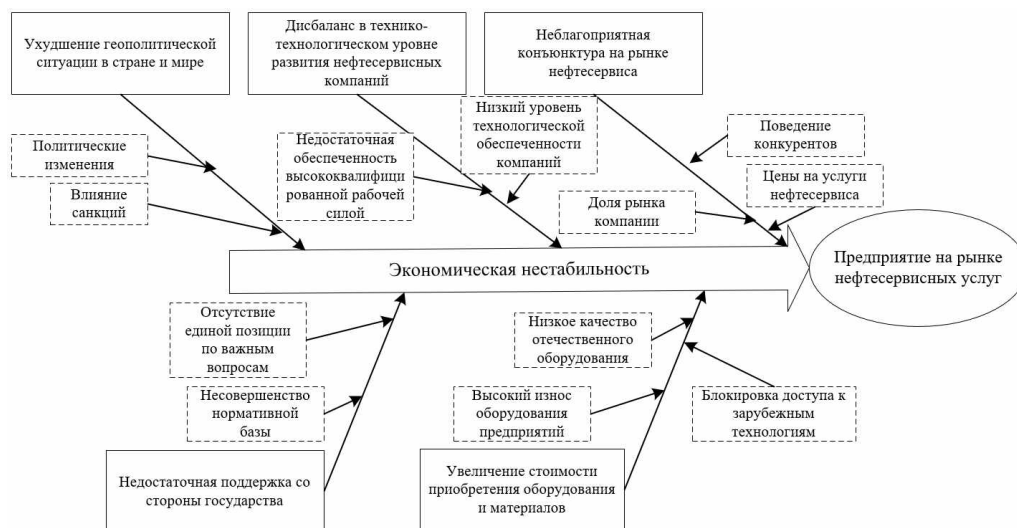 Ухудшение геополитической
ситуации в стране и мире
Дисбаланс в технико-
технологическом уровне
развития нефтесервисных
компаний
Неблагоприятная
конъюнктура на рынке
нефтесервиса
Политические
изменения
Влияние
санкций
Недостаточная
обеспеченность
высококвалифици
рованной рабочей
силой
Низкий уровень
технологической
обеспеченности
компаний
Поведение
конкурентов
Цены на услуги
нефтесервиса
Доля рынка
компании
Экономическая нестабильность
Предприятие на рынке
нефтесервисных услуг
Отсутствие
единой позиции
по важным
вопросам
Несовершенство
нормативной
базы
Недостаточная поддержка со
стороны государства
Низкое качество
отечественного
оборудования
Высокий износ
оборудования
предприятий
Блокировка доступа к
зарубежным
технологиям
Увеличение стоимости
приобретения оборудования
и материалов